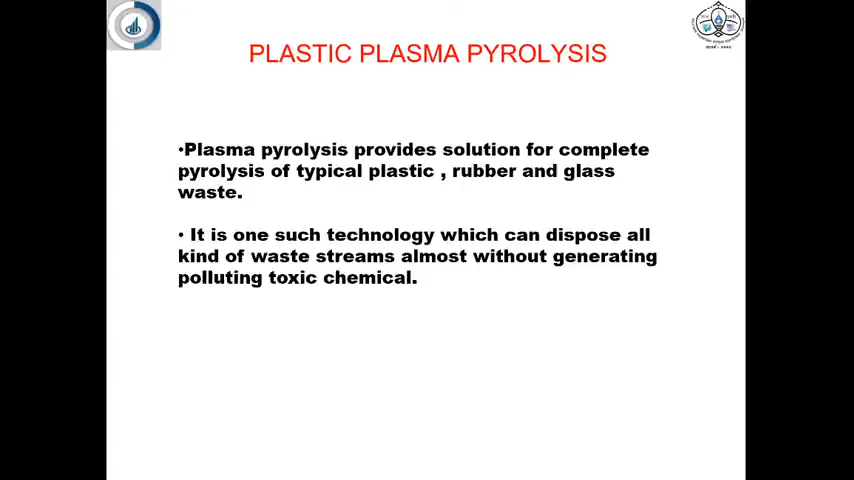 PLASTIC PLASMA PYROLYSIS
•Plasma pyrolysis provides solution for complete
pyrolysis of typical plastic , rubber and glass
waste.
• It is one such technology which can dispose all
kind of waste streams almost without generating
polluting toxic chemical.